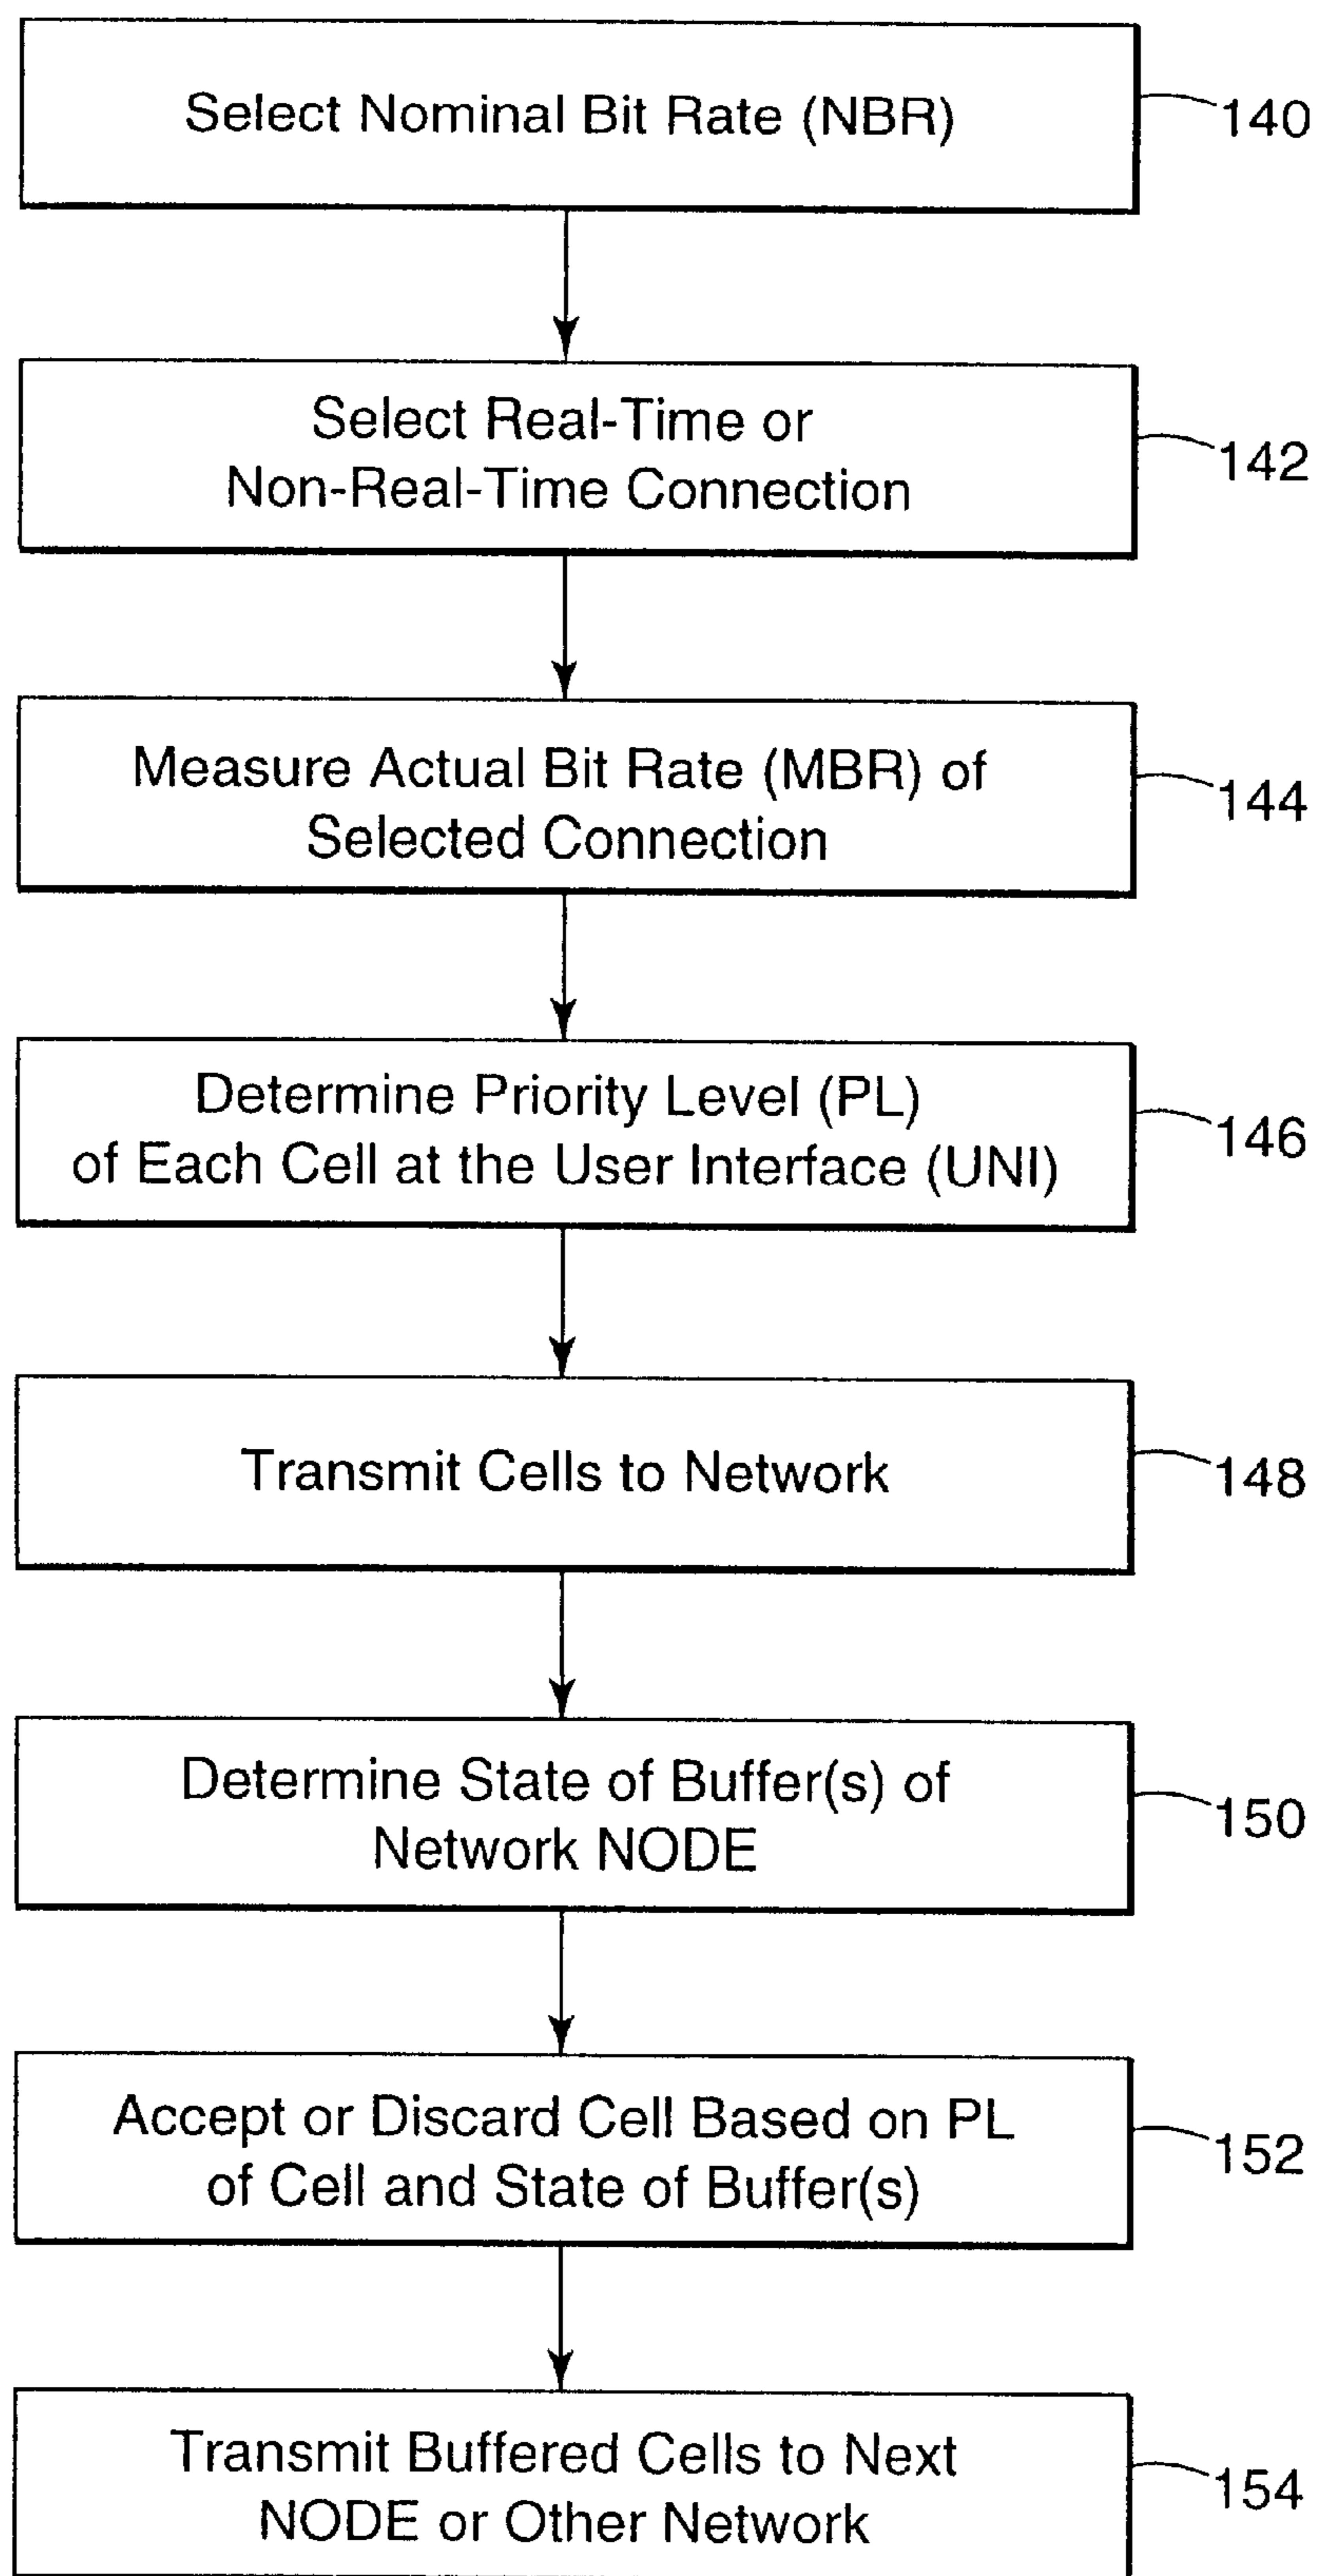 Select Nominal Bit Rate (NBR)
140
Select Real-Time or
Non-Real-Time Connection
142
Measure Actual Bit Rate (MBR) of
Selected Connection
144
Determine Priority Level (PL)
of Each Cell at the User Interface (UNI)
146
Transmit Cells to Network
148
Determine State of Buffer(s) of
Network NODE
150
Accept or Discard Cell Based on PL
of Cell and State of Buffer(s)
152
Transmit Buffered Cells to Next
NODE or Other Network
154